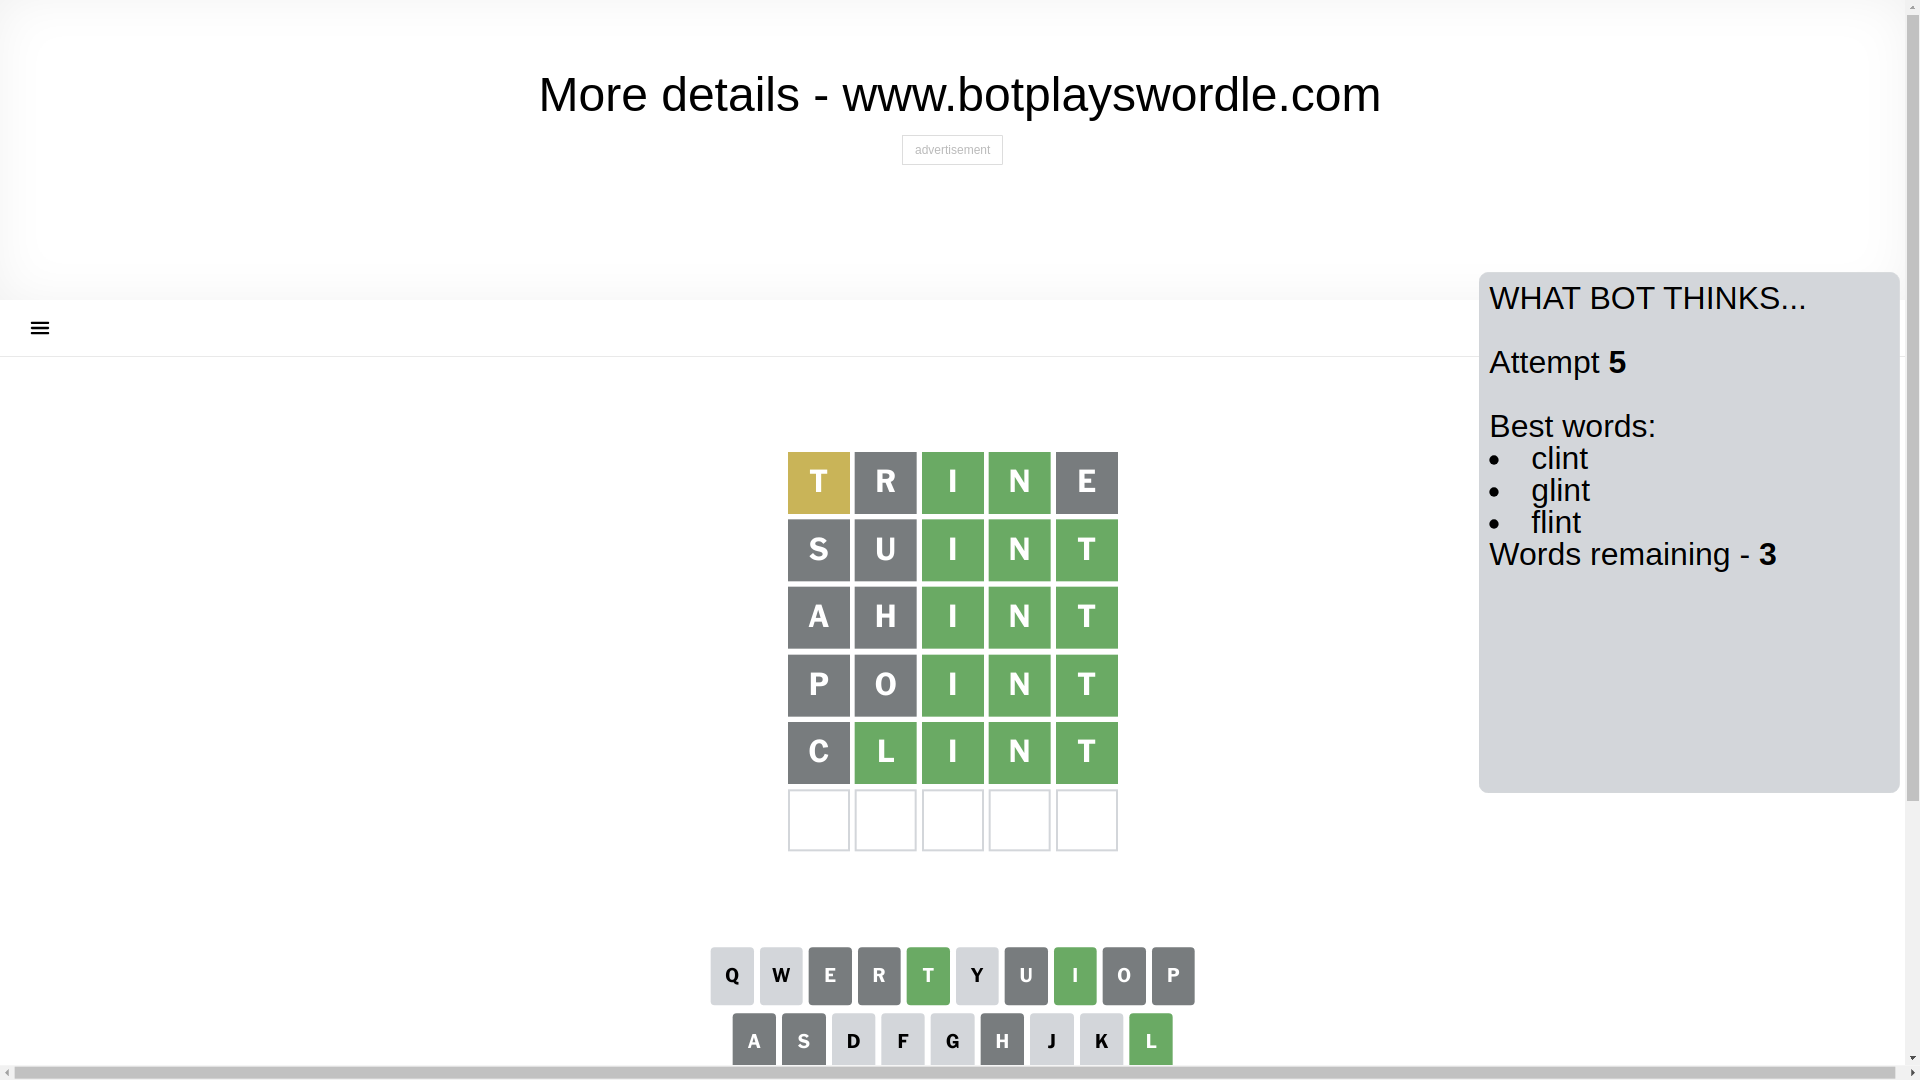 More details - www.botplayswordle.com
advertisement
WHAT BOT THINKS...
Attempt 5
Best words:
• clint
• glint
• flint
Words remaining - 3
T R I N E
S U I N T
A H I N T
P O I N T
C L I N T
Q W E R T Y U I O P
A S D F G H J K L